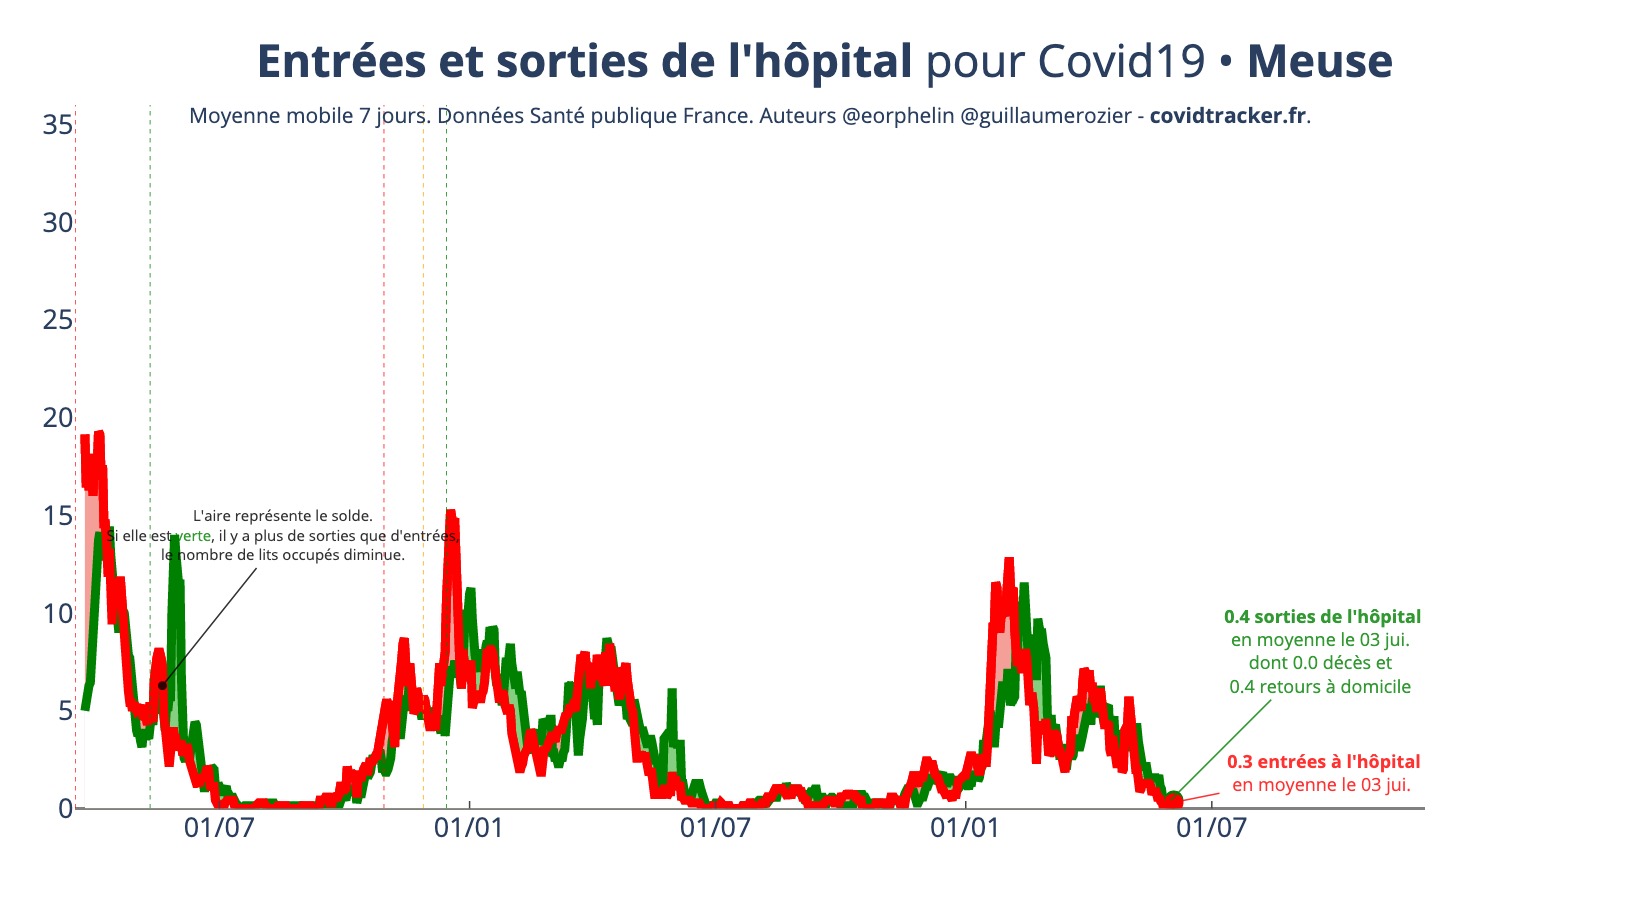 Entrées et sorties de l'hôpital pour Covid19 • Meuse
Moyenne mobile 7 jours. Données Santé publique France. Auteurs @eorphelin @guillaumerozier - covidtracker.fr.
35
30
25
20
15
10
5
0
L'aire représente le solde.
Si elle est verte, il y a plus de sorties que d'entrées,
le nombre de lits occupés diminue.
0.4 sorties de l'hôpital
en moyenne le 03 jui.
dont 0.0 décès et
0.4 retours à domicile
0.3 entrées à l'hôpital
en moyenne le 03 jui.
01/07
01/01
01/07
01/01
01/07